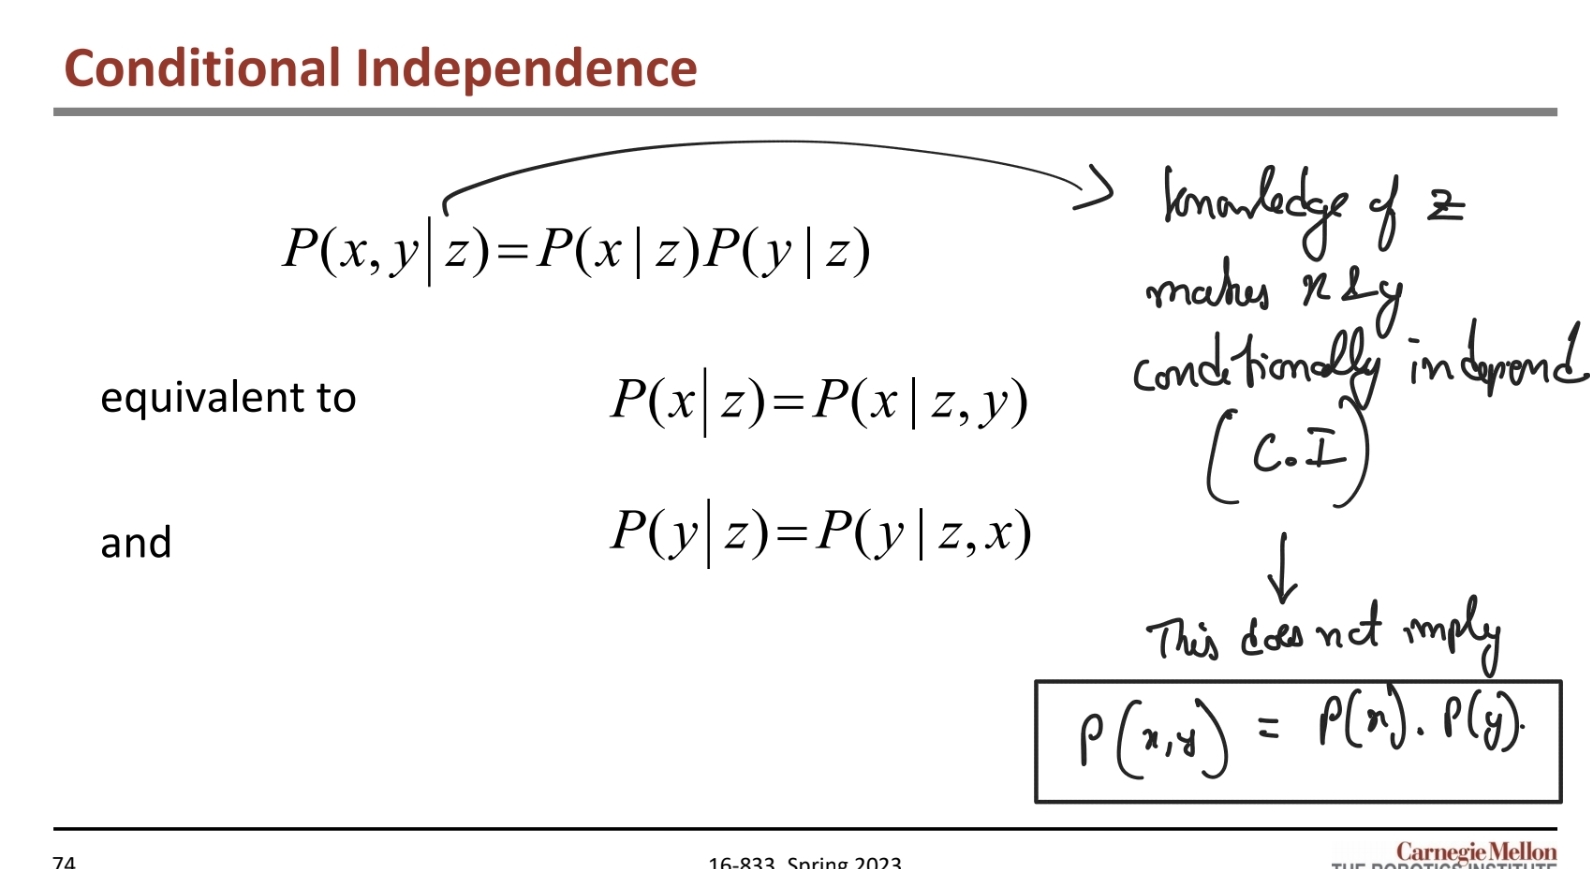 Conditional Independence
P(x, y|z)=P(x|z)P(y|z)
knowledge of z
makes x & y
equivalent to P(x|z)=P(x|z, y)
conditionally independ
(C.I)
and P(y|z)=P(y|z,x)
This does not imply
P(x,y) = P(x). P(y).
74 16-833, Spring 2023 Carnegie Mellon
THE ROBOTICS INSTITUTE